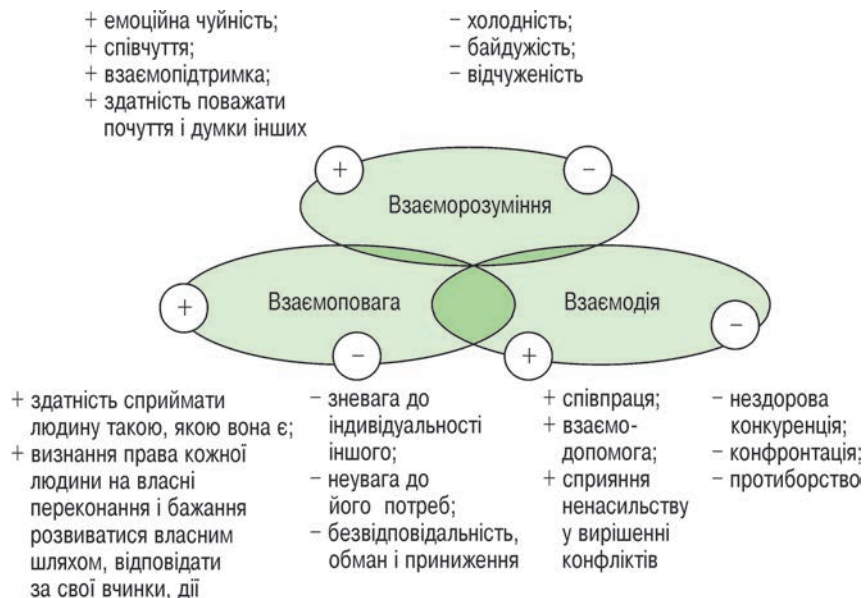 + емоційна чуйність;
+ співчуття;
+ взаємопідтримка;
+ здатність поважати
почуття і думки інших
− холодність;
− байдужість;
− відчуженість
+
−
Взаєморозуміння
+
Взаємоповага
−
Взаємодія
+
−
+ здатність сприймати
людину такою, якою вона є;
+ визнання права кожної
людини на власні
переконання і бажання
розвиватися власним
шляхом, відповідати
за свої вчинки, дії
− зневага до
індивідуальності
іншого;
− неувага до
його потреб;
− безвідповідальність,
обман і приниження
+ співпраця;
+ взаємо-
допомога;
+ сприяння
ненасильству
у вирішенні
конфліктів
− нездорова
конкуренція;
− конфронтація;
− протиборство